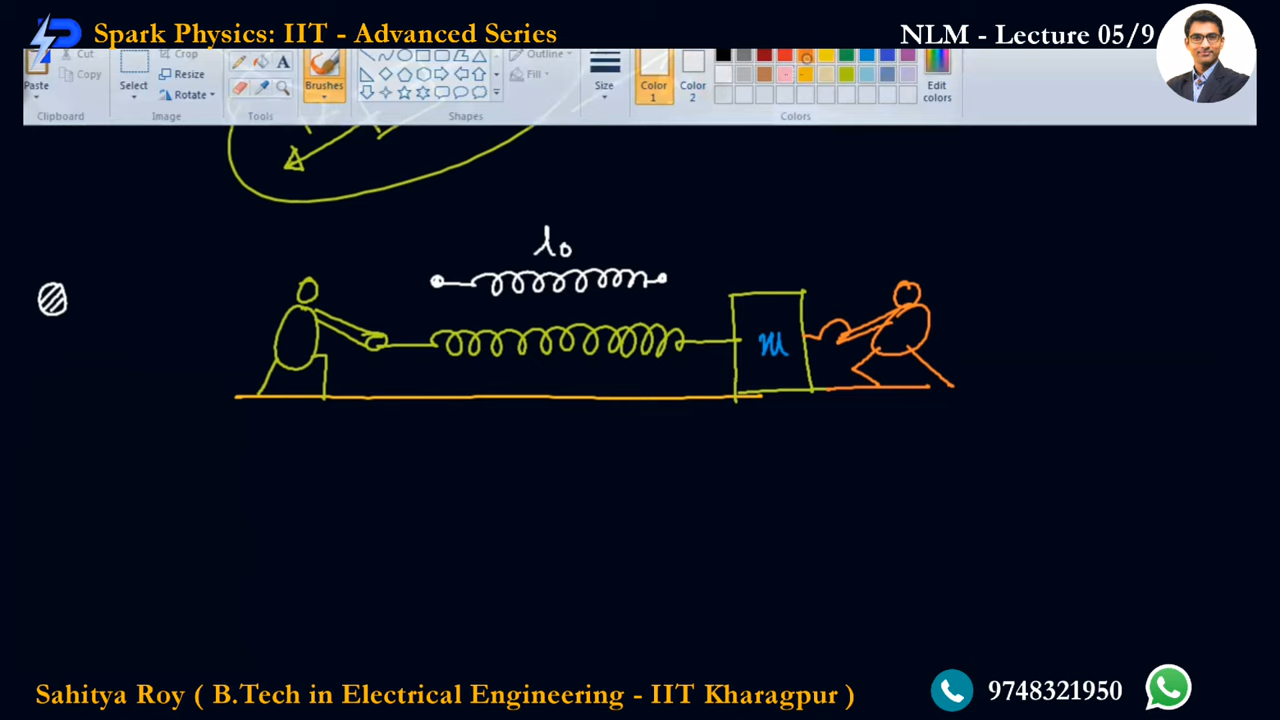 Spark Physics: IIT - Advanced Series
NLM - Lecture 05/9
Paste
Cut
Copy
Clipboard
Select
Crop
Resize
Rotate
Image
A
Tools
Brushes
Shapes
Outline
Fill
Size
Color 1
Color 2
Edit colors
Colors
l0
m
Sahitya Roy ( B.Tech in Electrical Engineering - IIT Kharagpur )
9748321950